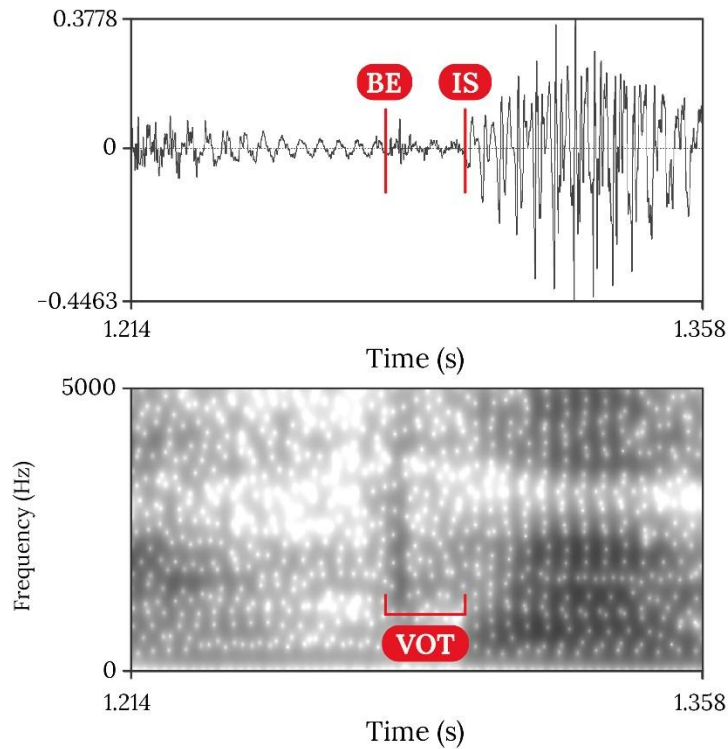 0.3778
BE IS
0
-0.4463
1.214 1.358
Time (s)
5000
Frequency (Hz)
VOT
0
1.214 1.358
Time (s)